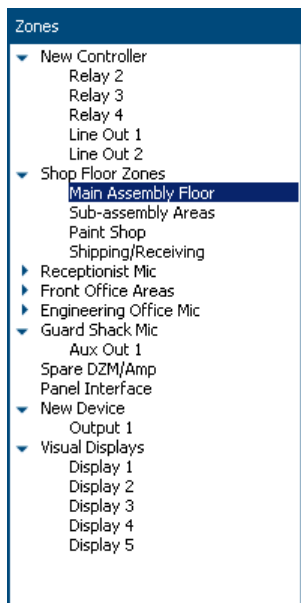 Zones
New Controller
Relay 2
Relay 3
Relay 4
Line Out 1
Line Out 2
Shop Floor Zones
Main Assembly Floor
Sub-assembly Areas
Paint Shop
Shipping/Receiving
Receptionist Mic
Front Office Areas
Engineering Office Mic
Guard Shack Mic
Aux Out 1
Spare DZM/Amp
Panel Interface
New Device
Output 1
Visual Displays
Display 1
Display 2
Display 3
Display 4
Display 5